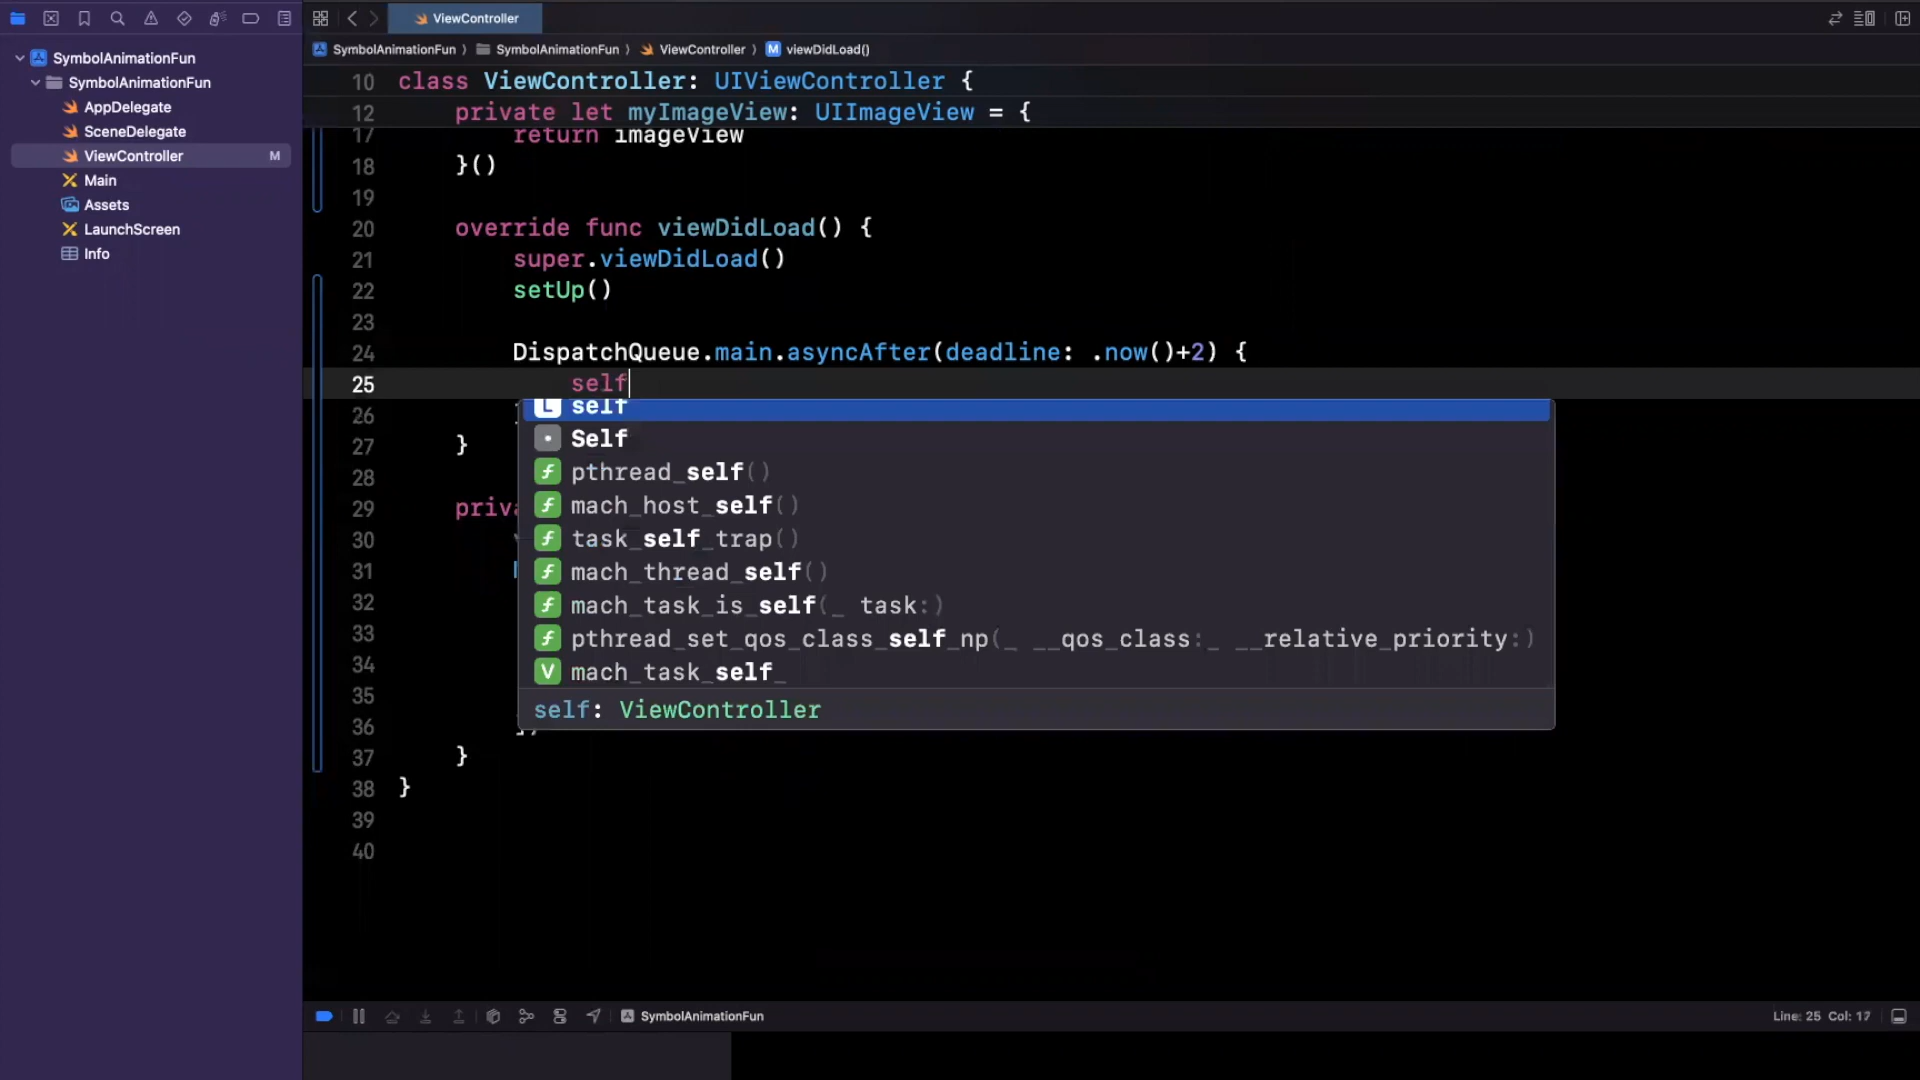 ViewController
SymbolAnimationFun
SymbolAnimationFun
AppDelegate
SceneDelegate
ViewController M
Main
Assets
LaunchScreen
Info
SymbolAnimationFun ⟩ SymbolAnimationFun ⟩ ViewController ⟩ M viewDidLoad()
10 class ViewController: UIViewController {
12 private let myImageView: UIImageView = {
17 return imageView
18 }()
19
20 override func viewDidLoad() {
21 super.viewDidLoad()
22 setUp()
23
24 DispatchQueue.main.asyncAfter(deadline: .now()+2) {
25 self
26
27 }
28
29 priva
30
31
32
33
34
35
36
37 }
38 }
39
40
L self
Self
f pthread_self()
f mach_host_self()
f task_self_trap()
f mach_thread_self()
f mach_task_is_self(_ task:)
f pthread_set_qos_class_self_np(_ __qos_class:_ __relative_priority:)
V mach_task_self_
self: ViewController
SymbolAnimationFun
Line: 25 Col: 17